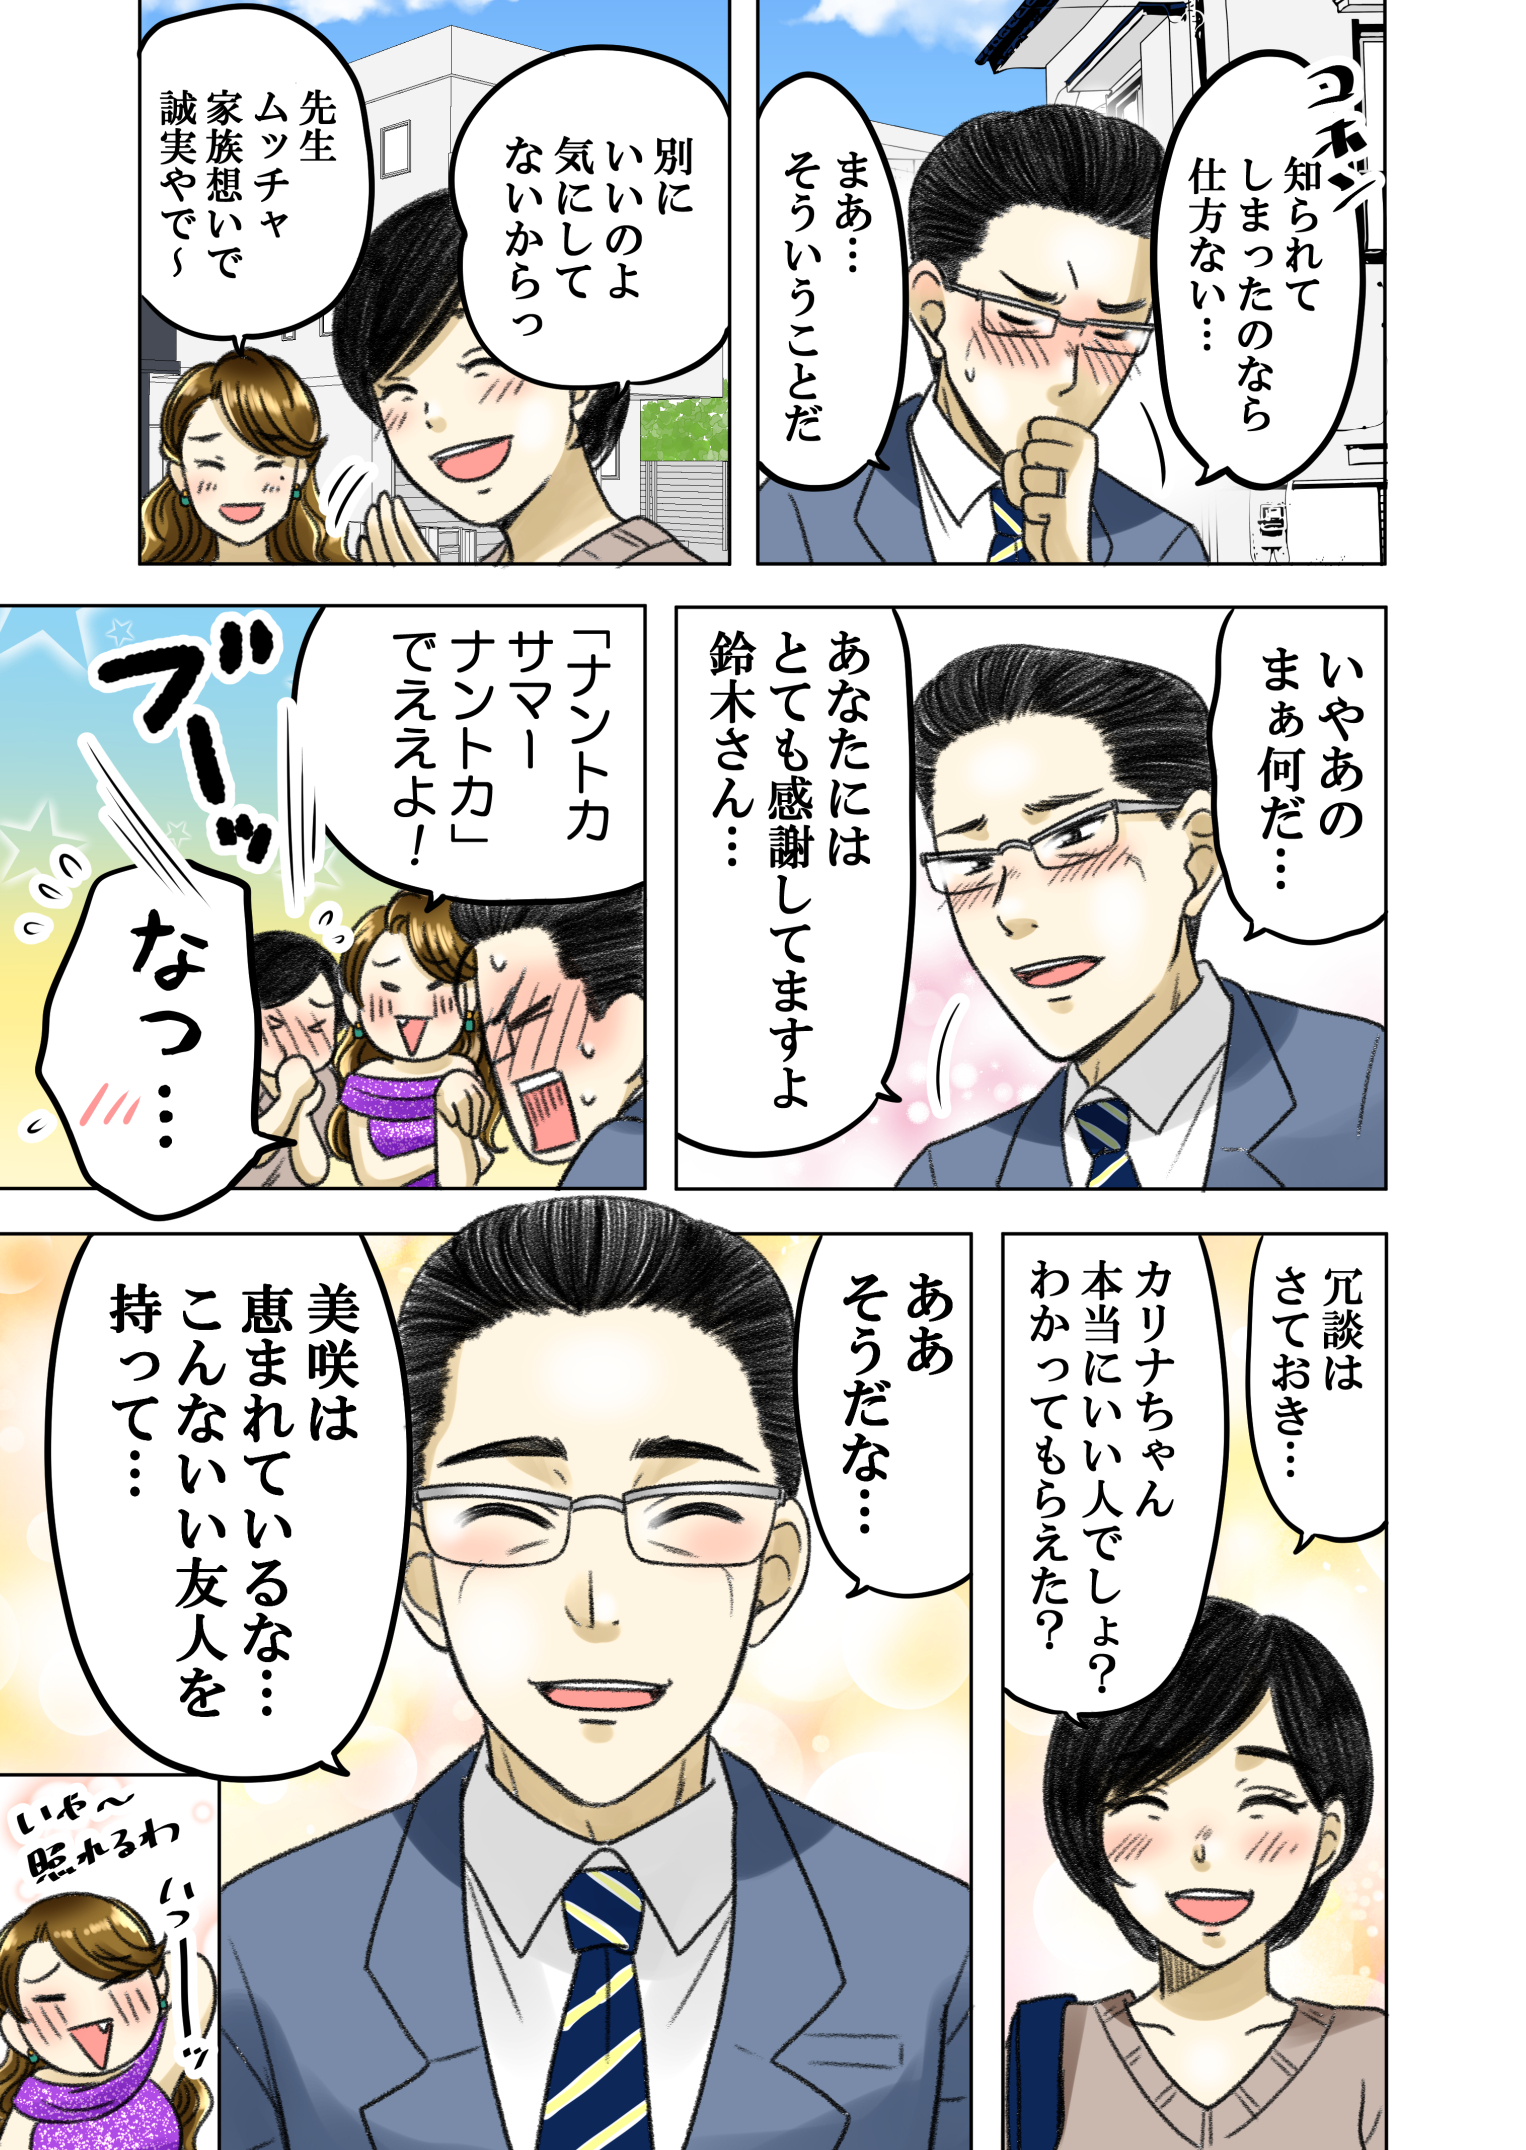 コホン
知られて
しまったのなら
仕方ない…
まあ…
そういうことだ
別に
いいのよ
気にして
ないからっ
先生
ムッチャ
家族想いで
誠実やで～
いやあの
まぁ何だ…
あなたには
とても感謝してますよ
鈴木さん…
「ナントカ
サマー
ナントカ」
でええよ！
ブーーッ
なっ…
冗談は
さておき…
カリナちゃん
本当にいい人でしょ？
わかってもらえた？
ああ
そうだな…
美咲は
恵まれているな…
こんないい友人を
持って…
いや～
照れるわ
いっーーッ